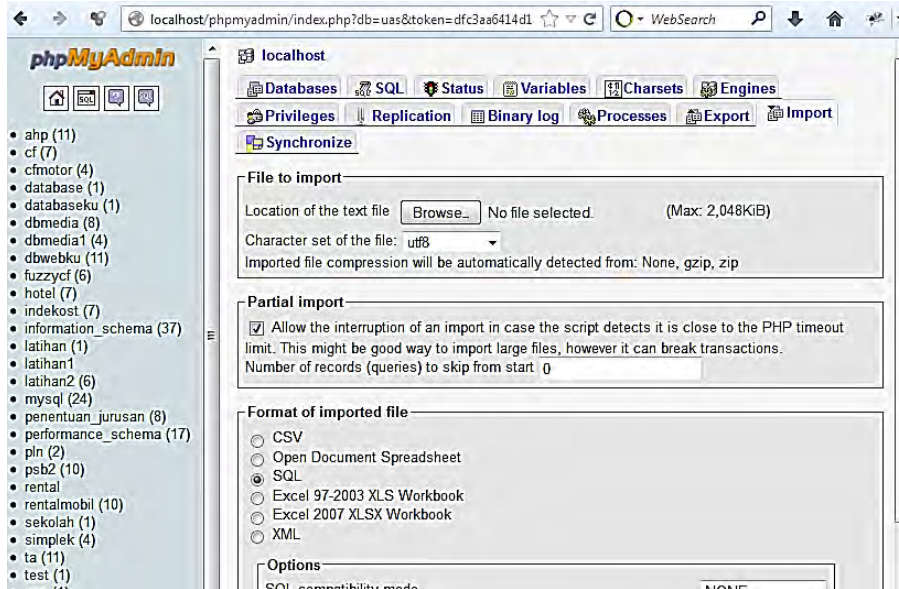 localhost/phpmyadmin/index.php?db=uas&token=dfc3aa6414d1
WebSearch
phpMyAdmin
SQL
ahp (11)
cf (7)
cfmotor (4)
database (1)
databaseku (1)
dbmedia (8)
dbmedia1 (4)
dbwebku (11)
fuzzycf (6)
hotel (7)
indekost (7)
information_schema (37)
latihan (1)
latihan1
latihan2 (6)
mysql (24)
penentuan_jurusan (8)
performance_schema (17)
pln (2)
psb2 (10)
rental
rentalmobil (10)
sekolah (1)
simplek (4)
ta (11)
test (1)
localhost
Databases SQL Status Variables Charsets Engines
Privileges Replication Binary log Processes Export Import
Synchronize
File to import
Location of the text file Browse_ No file selected. (Max: 2,048KiB)
Character set of the file: utf8
Imported file compression will be automatically detected from: None, gzip, zip
Partial import
Allow the interruption of an import in case the script detects it is close to the PHP timeout
limit. This might be good way to import large files, however it can break transactions.
Number of records (queries) to skip from start 0
Format of imported file
CSV
Open Document Spreadsheet
SQL
Excel 97-2003 XLS Workbook
Excel 2007 XLSX Workbook
XML
Options
SQL compatibility mode NONE